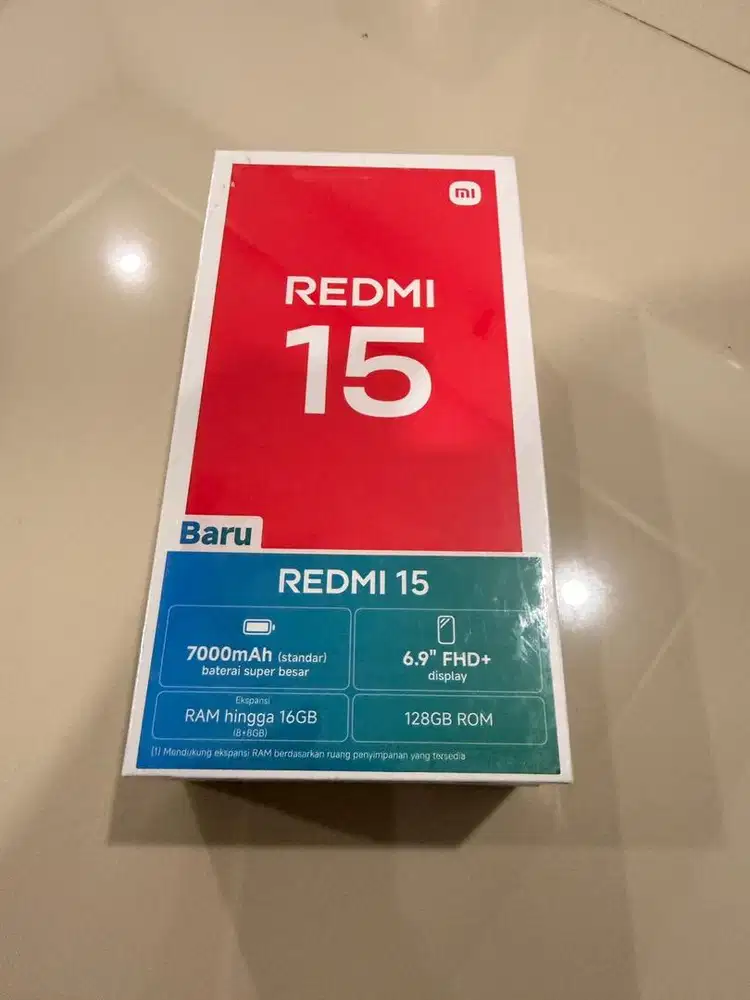 mi
REDMI
15
Baru
REDMI 15
7000mAh (standar)
baterai super besar
6.9" FHD+
display
Ekspansi
RAM hingga 16GB
(8+8GB)
128GB ROM
(1) Mendukung ekspansi RAM berdasarkan ruang penyimpanan yang tersedia